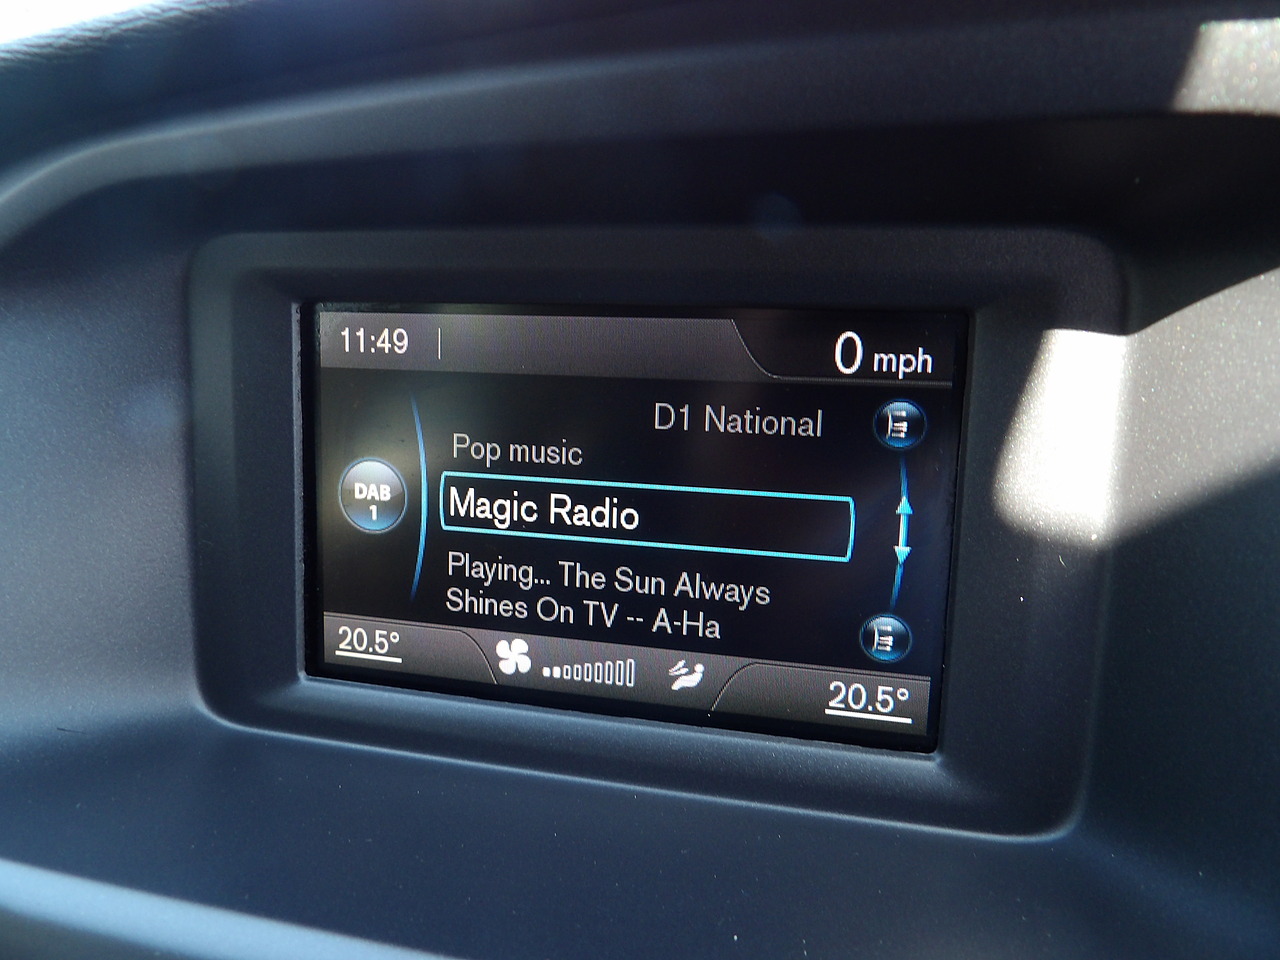 11:49
0 mph
D1 National
Pop music
DAB
1
Magic Radio
Playing... The Sun Always
Shines On TV -- A-Ha
20.5°
20.5°